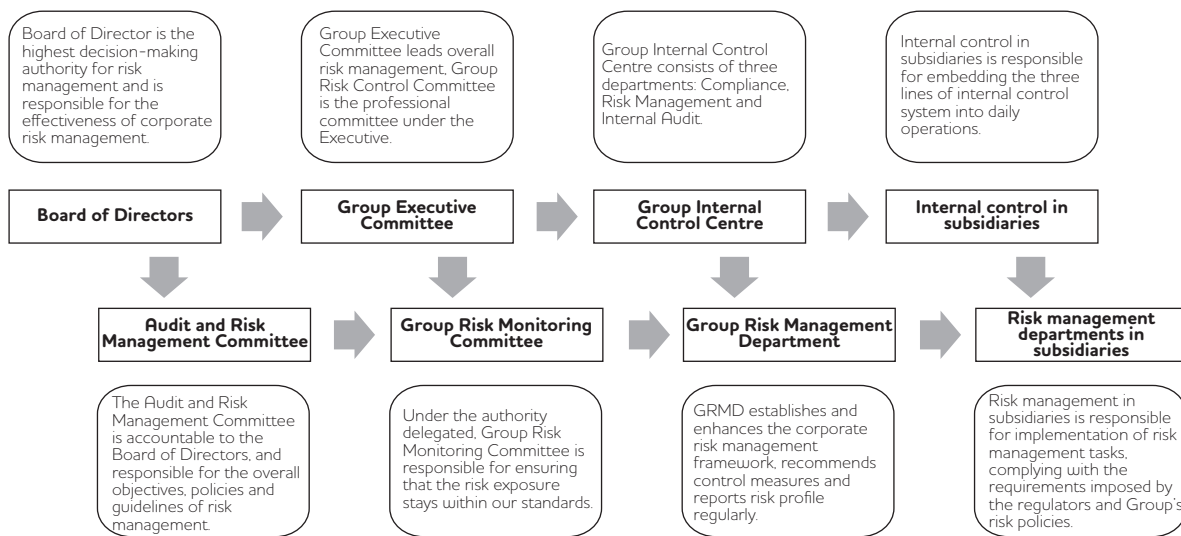 Board of Director is the
highest decision-making
authority for risk
management and is
responsible for the
effectiveness of corporate
risk management.
Group Executive
Committee leads overall
risk management, Group
Risk Control Committee
is the professional
committee under the
Executive.
Group Internal Control
Centre consists of three
departments: Compliance,
Risk Management and
Internal Audit.
Internal control in
subsidiaries is responsible
for embedding the three
lines of internal control
system into daily
operations.
Board of Directors
Group Executive
Committee
Group Internal
Control Centre
Internal control in
subsidiaries
Audit and Risk
Management Committee
Group Risk Monitoring
Committee
Group Risk Management
Department
Risk management
departments in
subsidiaries
The Audit and Risk
Management Committee
is accountable to the
Board of Directors, and
responsible for the overall
objectives, policies and
guidelines of risk
management.
Under the authority
delegated, Group Risk
Monitoring Committee is
responsible for ensuring
that the risk exposure
stays within our standards.
GRMD establishes and
enhances the corporate
risk management
framework, recommends
control measures and
reports risk profile
regularly.
Risk management in
subsidiaries is responsible
for implementation of risk
management tasks,
complying with the
requirements imposed by
the regulators and Group's
risk policies.